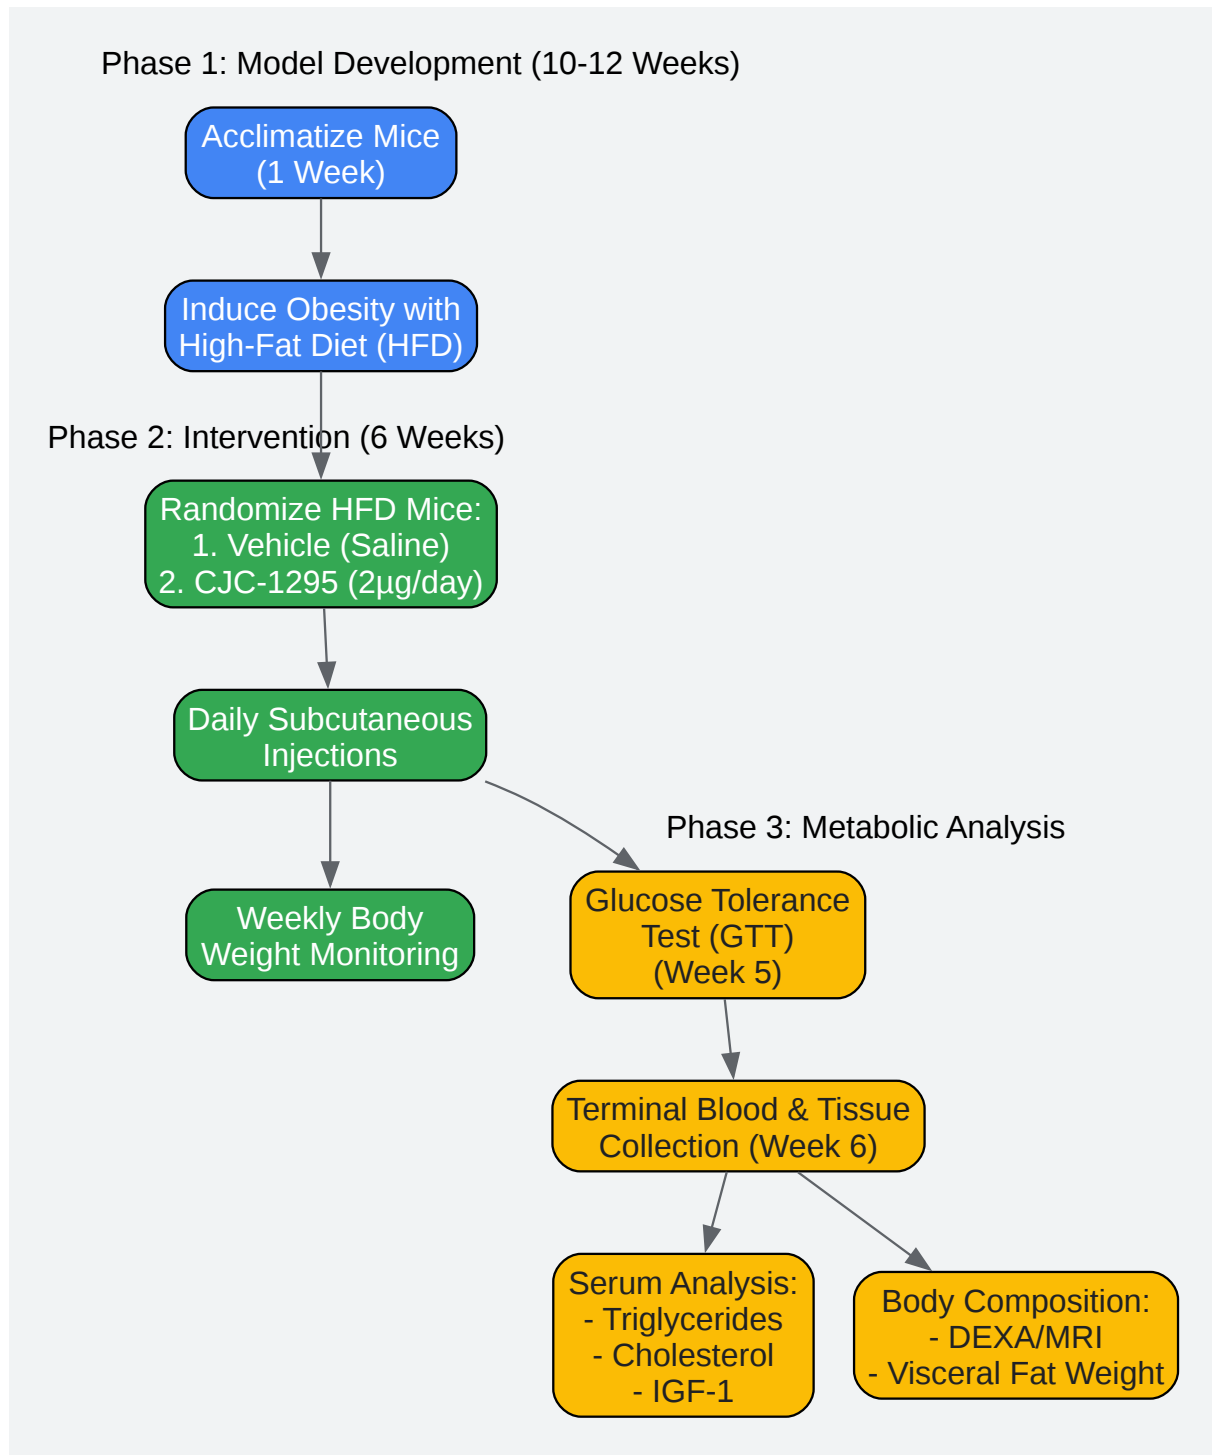 Phase 1: Model Development (10-12 Weeks)
Acclimatize Mice
(1 Week)
Induce Obesity with
High-Fat Diet (HFD)
Phase 2: Intervention (6 Weeks)
Randomize HFD Mice:
1. Vehicle (Saline)
2. CJC-1295 (2µg/day)
Daily Subcutaneous
Injections
Weekly Body
Weight Monitoring
Phase 3: Metabolic Analysis
Glucose Tolerance
Test (GTT)
(Week 5)
Terminal Blood & Tissue
Collection (Week 6)
Serum Analysis:
- Triglycerides
- Cholesterol
- IGF-1
Body Composition:
- DEXA/MRI
- Visceral Fat Weight